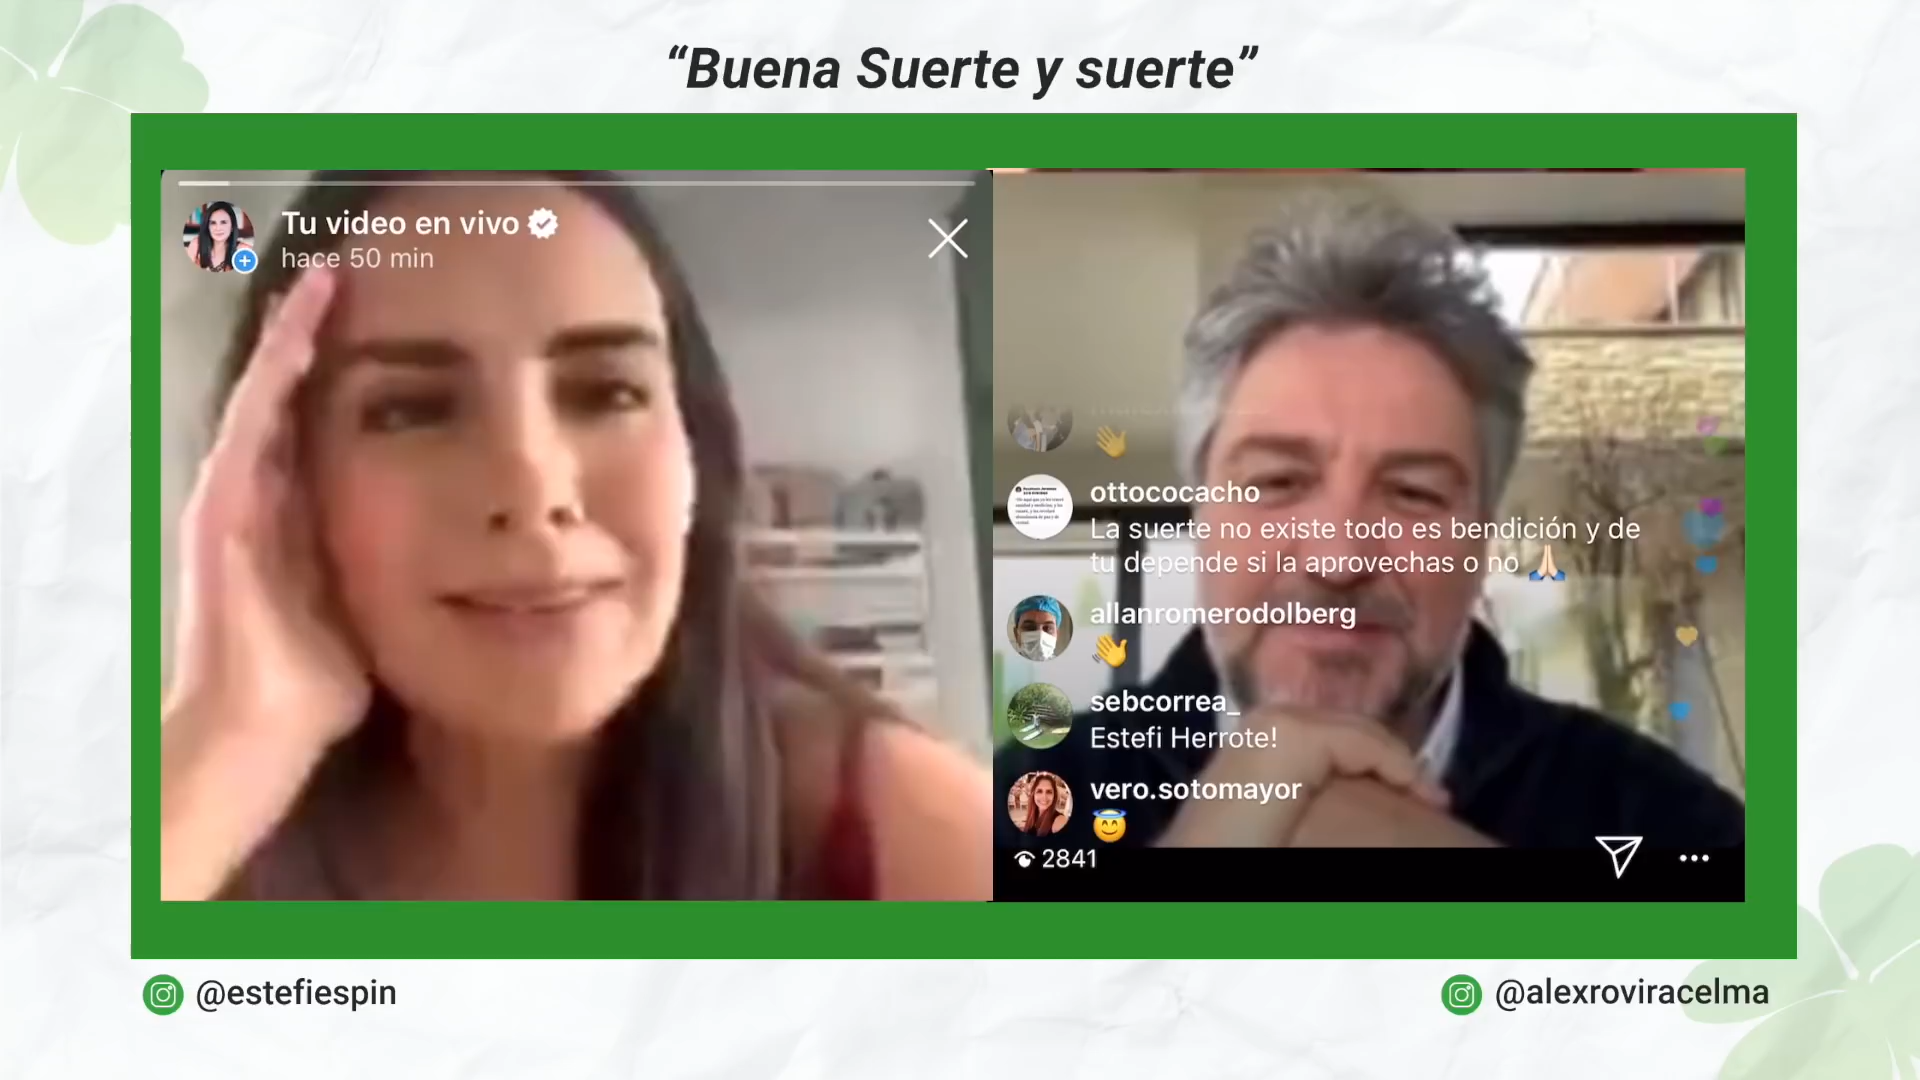 “Buena Suerte y suerte”
Tu video en vivo
hace 50 min
ottococacho
La suerte no existe todo es bendición y de
tu depende si la aprovechas o no
allanromerodolberg
sebcorrea_
Estefi Herrote!
vero.sotomayor
2841
@estefiespin
@alexroviracelma